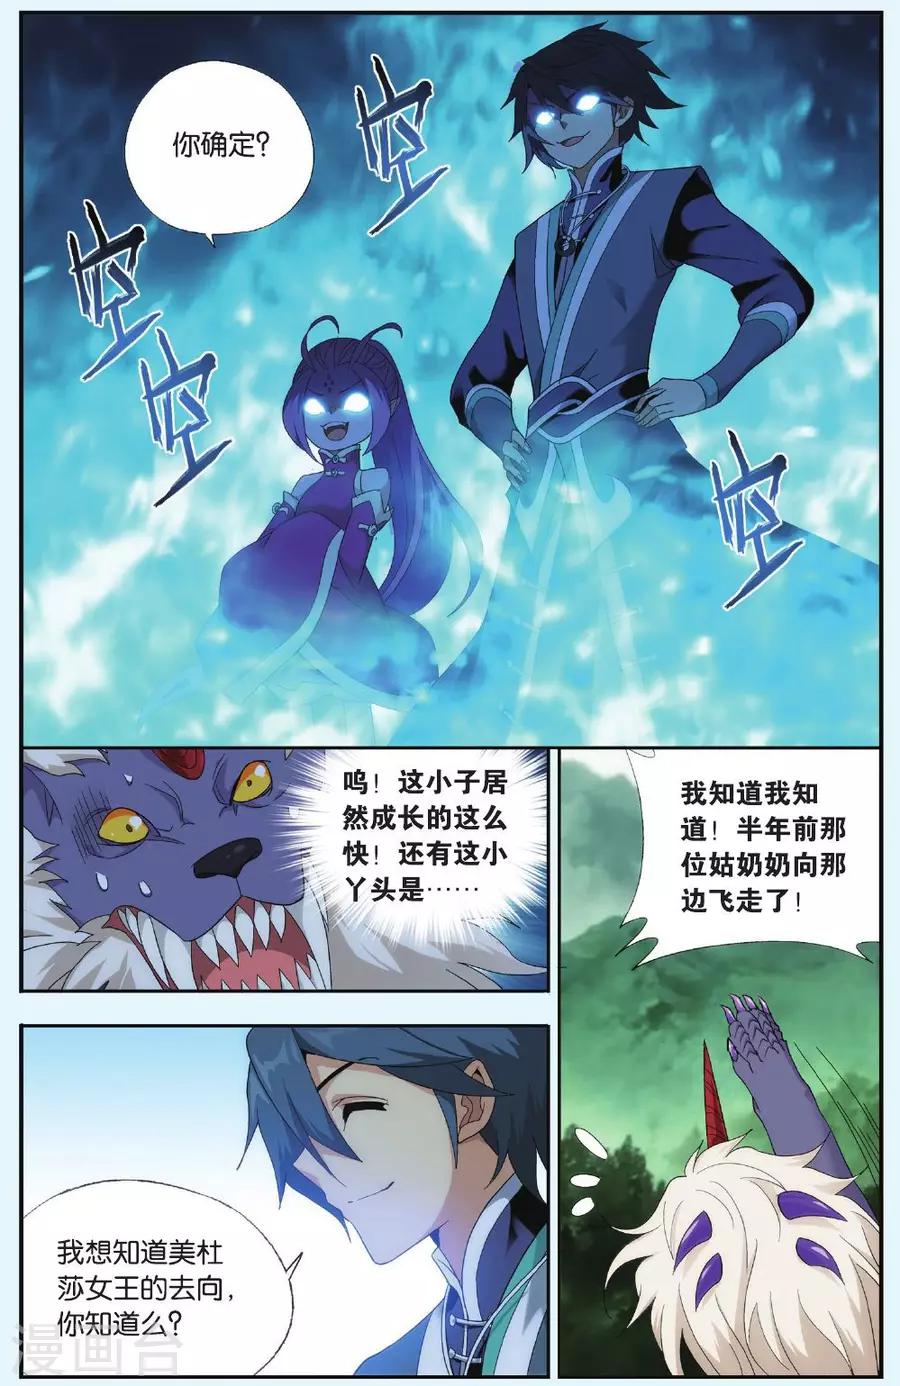 你确定？
空
空
空
空
呜！这小子居
然成长的这么
快！还有这小
丫头是……
我想知道美杜
莎女王的去向，
你知道么？
我知道我知
道！半年前那
位姑奶奶向那
边飞走了！
漫画台